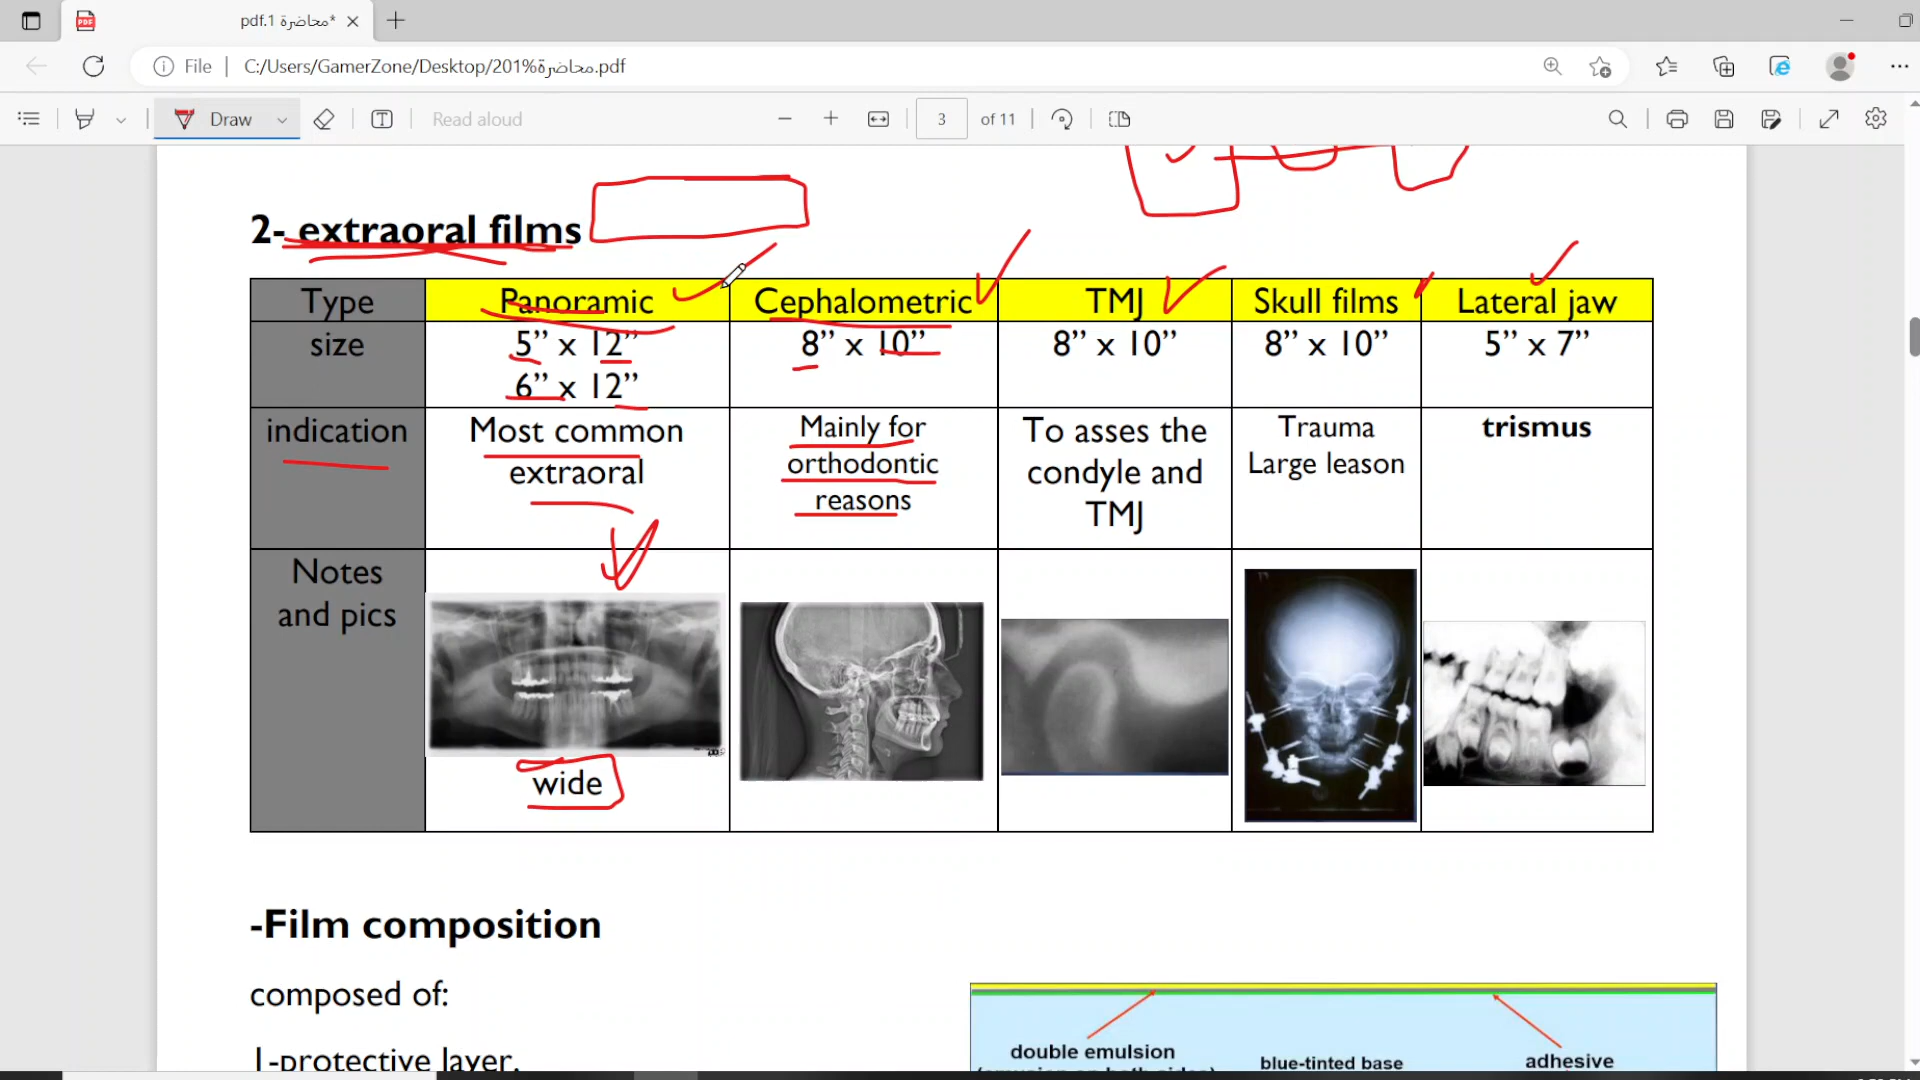 محاضرة 1.pdf*
File
C:/Users/GamerZone/Desktop/201%محاضرة.pdf
Draw
Read aloud
3 of 11
2- extraoral films
Type Panoramic Cephalometric TMJ Skull films Lateral jaw
size 5” x 12” 8” x 10” 8” x 10” 8” x 10” 5” x 7”
6” x 12”
indication Most common Mainly for To asses the Trauma trismus
extraoral orthodontic condyle and Large leason
reasons TMJ
Notes
and pics
wide
-Film composition
composed of:
1-protective layer.
double emulsion
blue-tinted base
adhesive